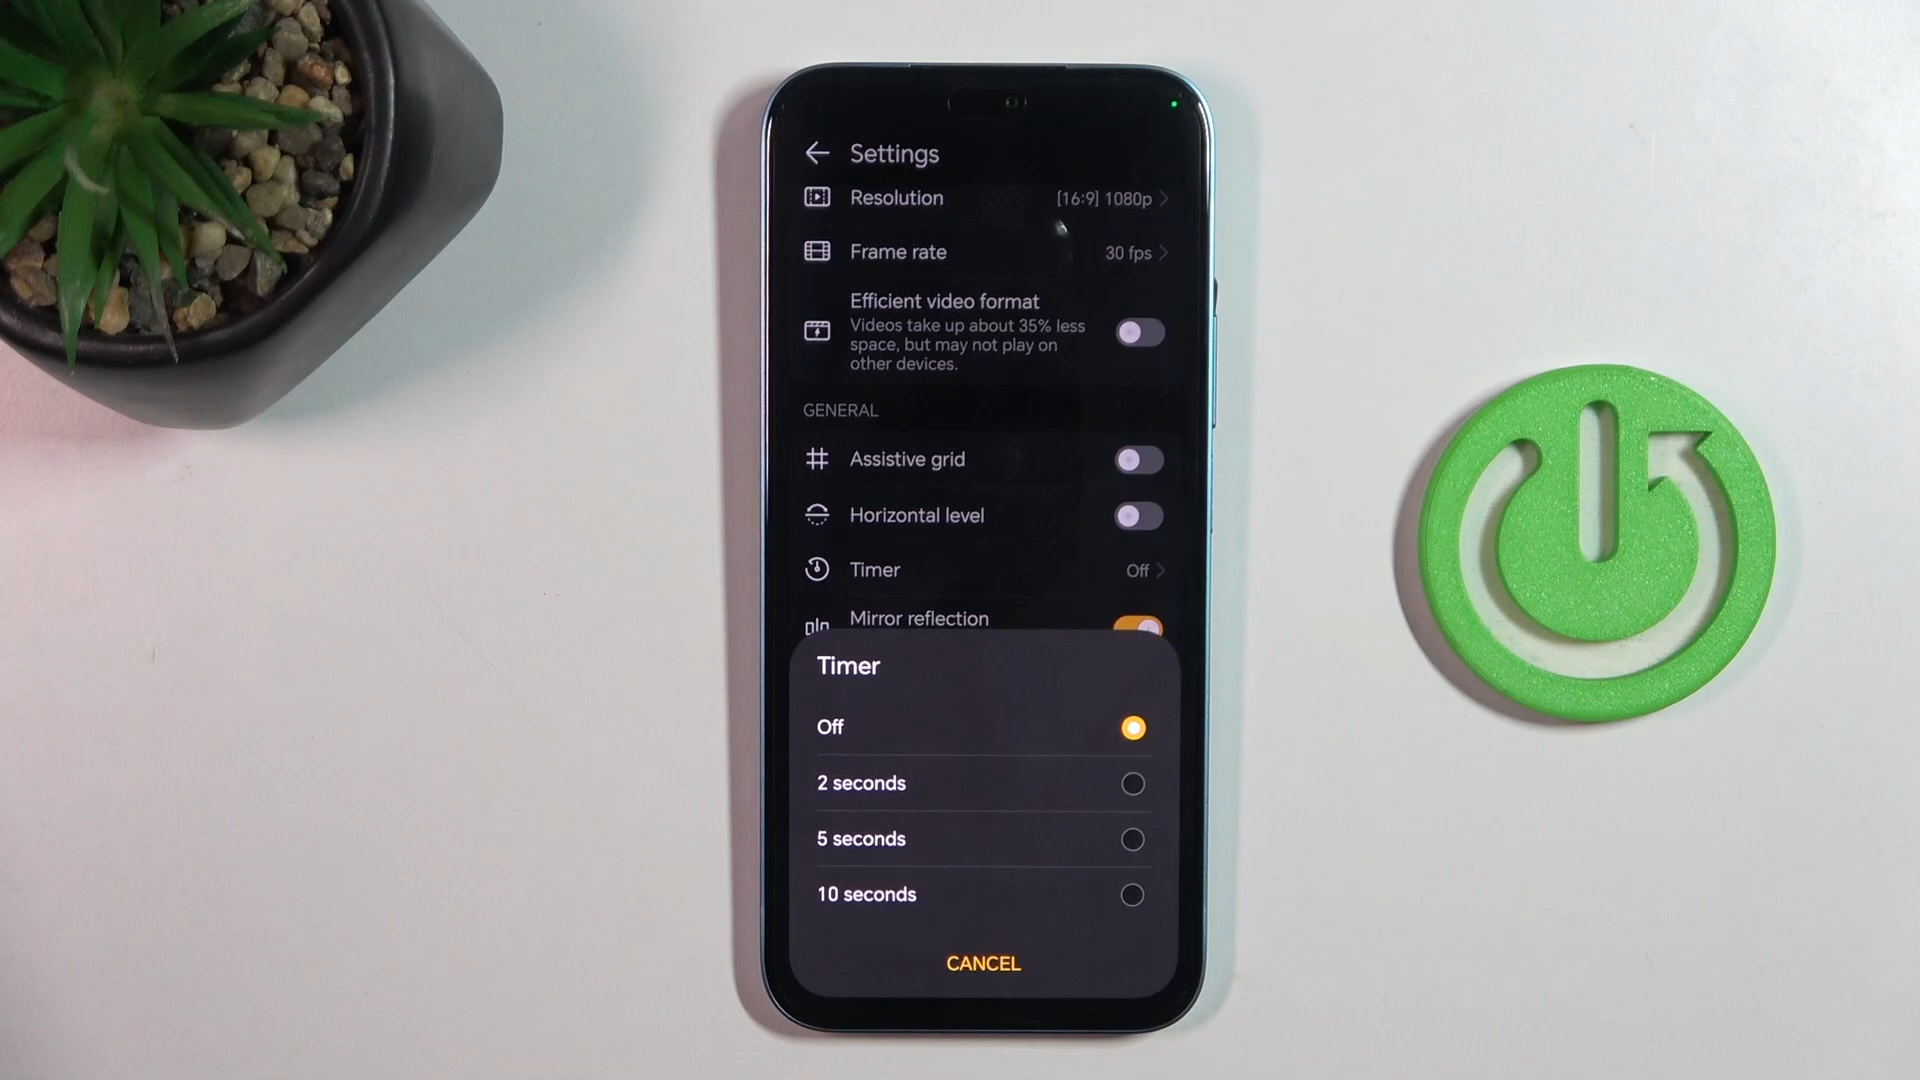 Settings
Resolution [16:9] 1080p
Frame rate 30 fps
Efficient video format
Videos take up about 35% less
space, but may not play on
other devices.
GENERAL
Assistive grid
Horizontal level
Timer Off
Mirror reflection
Timer
Off
2 seconds
5 seconds
10 seconds
CANCEL